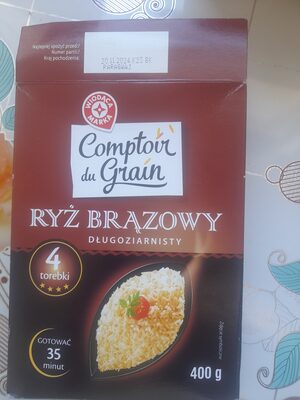 Najlepiej spożyć przed/
Numer partii/
Kraj pochodzenia:
PARAGWAJ
WIODĄCA
MARKA
Comptoir
du Grain
RYŻ BRĄZOWY
DŁUGOZIARNISTY
4
torebki
GOTOWAĆ
35
minut
400 g